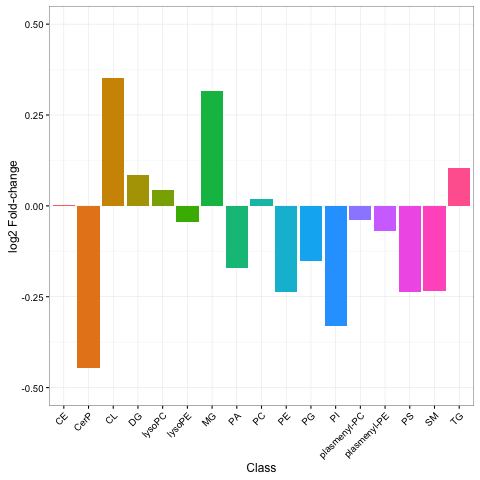 log2 Fold-change
0.50
0.25
0.00
-0.25
-0.50
CE
CerP
CL
DG
lysoPC
lysoPE
MG
PA
PC
PE
PG
PI
plasmenyl-PC
plasmenyl-PE
PS
SM
TG
Class